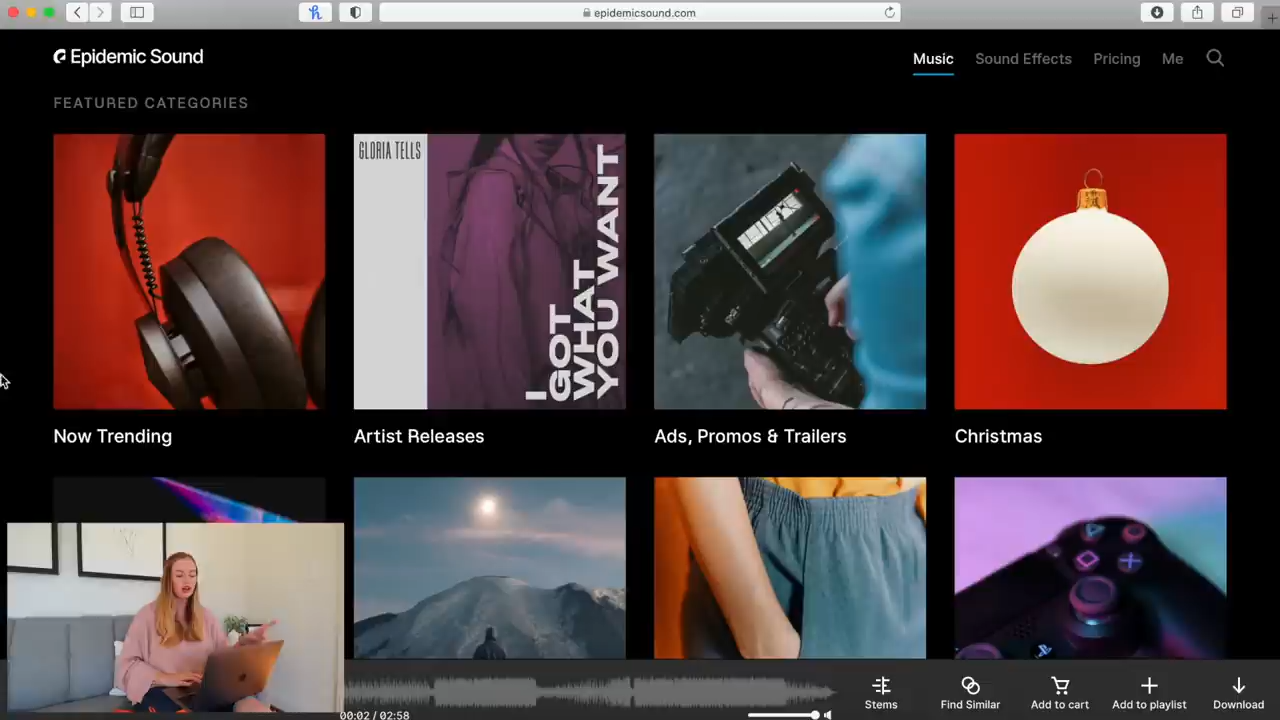 epidemicsound.com
Epidemic Sound
Music
Sound Effects
Pricing
Me
FEATURED CATEGORIES
GLORIA TELLS
I
GOT
WHAT
YOU WANT
Now Trending
Artist Releases
Ads, Promos & Trailers
Christmas
00:02 / 02:58
Stems
Find Similar
Add to cart
Add to playlist
Download